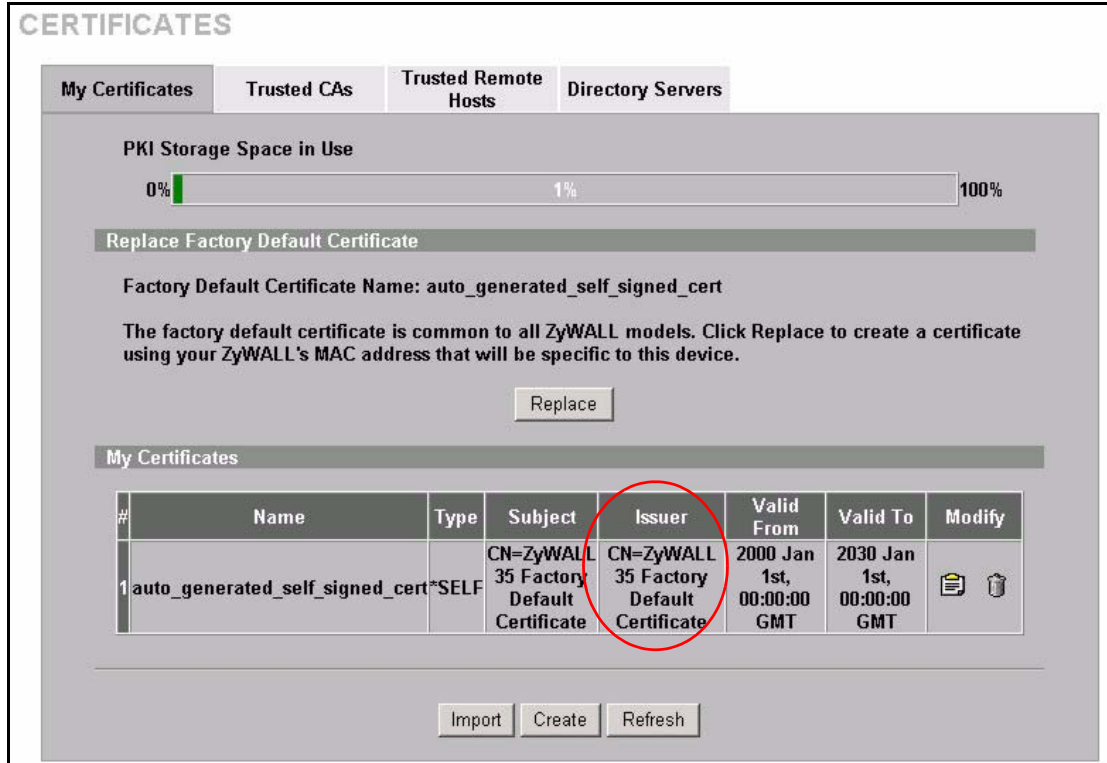 CERTIFICATES
My Certificates
Trusted CAs
Trusted Remote
Hosts
Directory Servers
PKI Storage Space in Use
0%
1%
100%
Replace Factory Default Certificate
Factory Default Certificate Name: auto_generated_self_signed_cert
The factory default certificate is common to all ZyWALL models. Click Replace to create a certificate
using your ZyWALL's MAC address that will be specific to this device.
Replace
My Certificates
# Name Type Subject Issuer Valid From Valid To Modify
1 auto_generated_self_signed_cert *SELF
CN=ZyWALL
35 Factory
Default
Certificate
CN=ZyWALL
35 Factory
Default
Certificate
2000 Jan
1st,
00:00:00
GMT
2030 Jan
1st,
00:00:00
GMT
Import
Create
Refresh